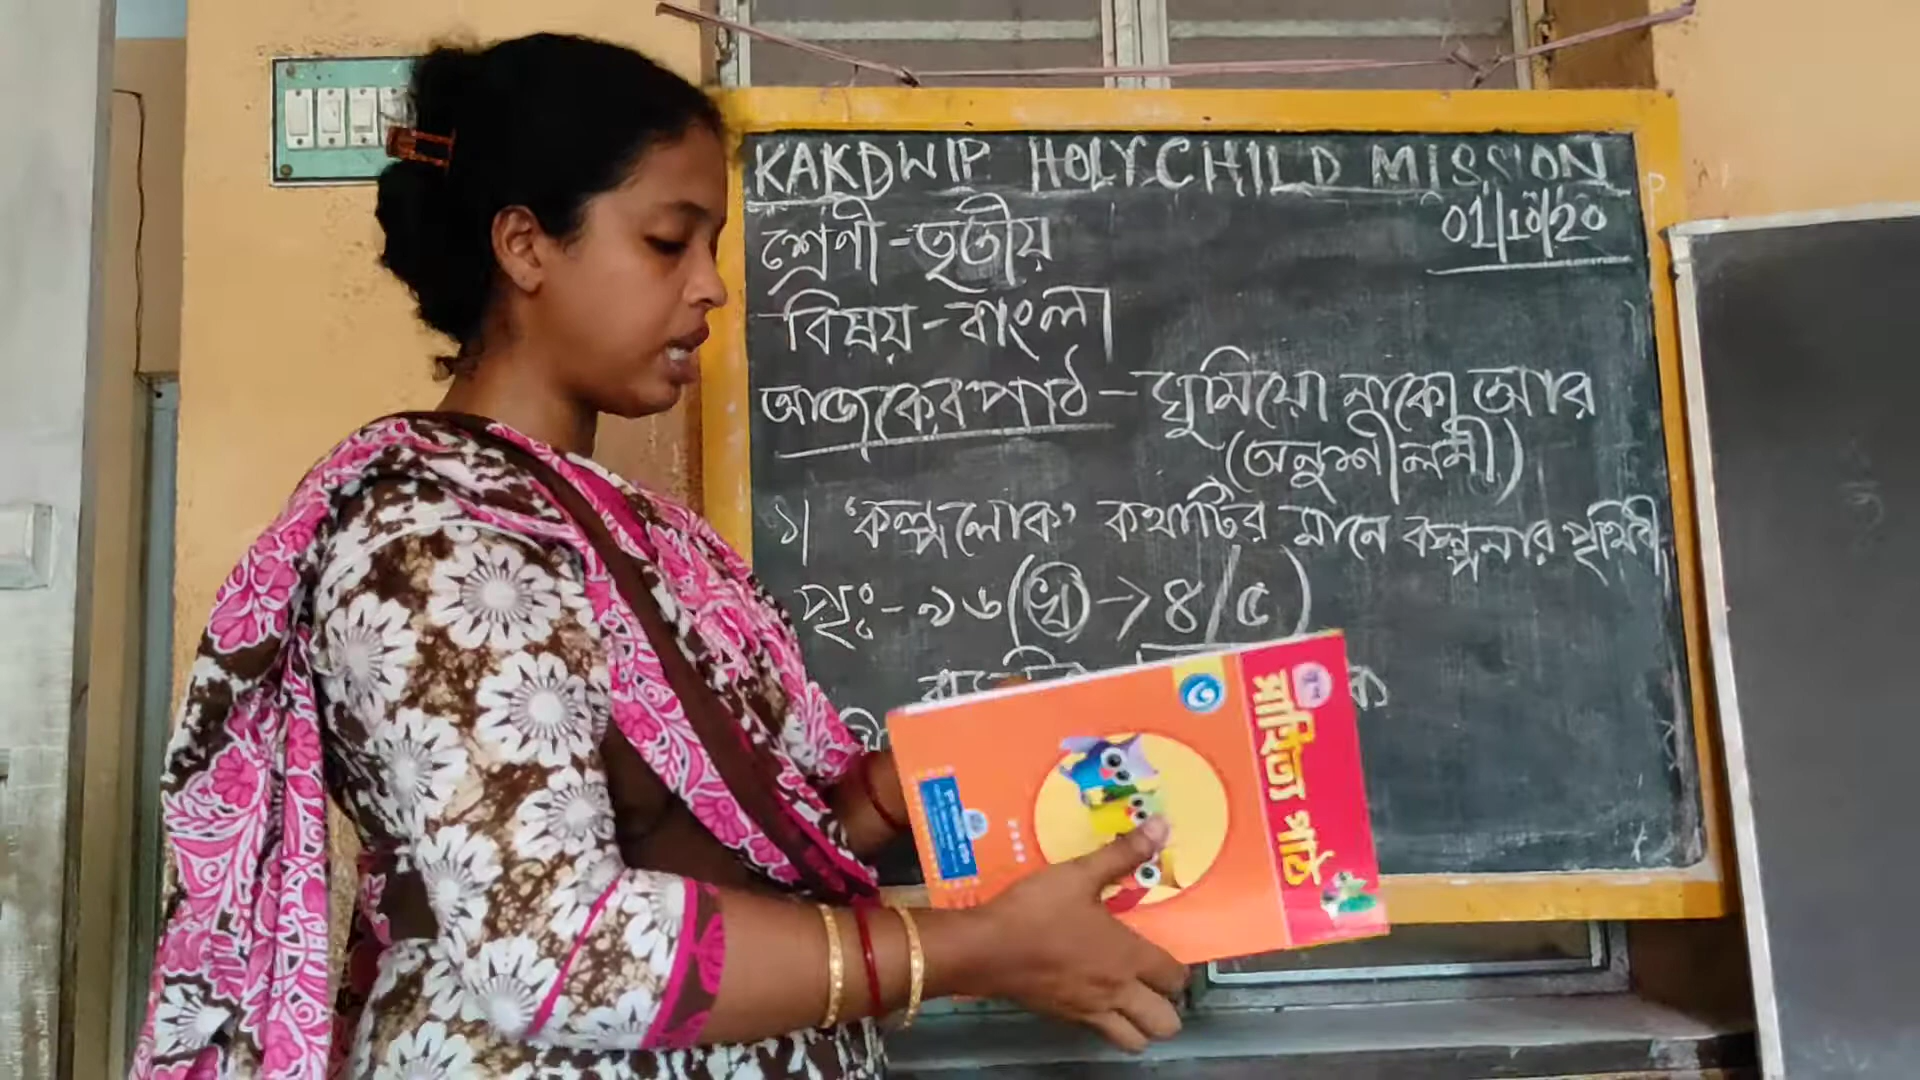 KAKDWIP HOLY CHILD MISSION
01/10/20
শ্রেণী - তৃতীয়
বিষয় - বাংলা
আজকের পাঠ - ঘুমিয়ো নাকো আর
(অনুশীলনী)
১| ‘কল্পলোক’ কথাটির মানে কল্পনার পৃথিবী
পৃঃ - ৯৬ (খ) → ৪/৫)
সাহিত্য পাঠ
৩